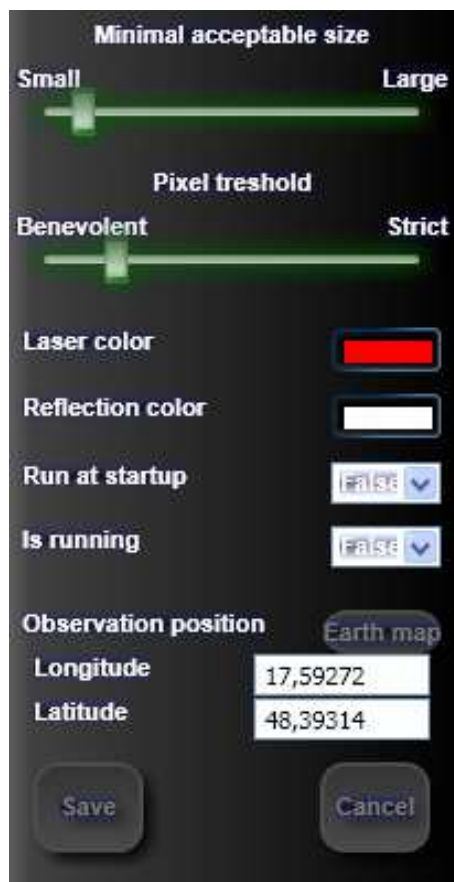 Minimal acceptable size
Small Large
Pixel treshold
Benevolent Strict
Laser color
Reflection color
Run at startup False
Is running False
Observation position Earth map
Longitude 17,59272
Latitude 48,39314
Save Cancel